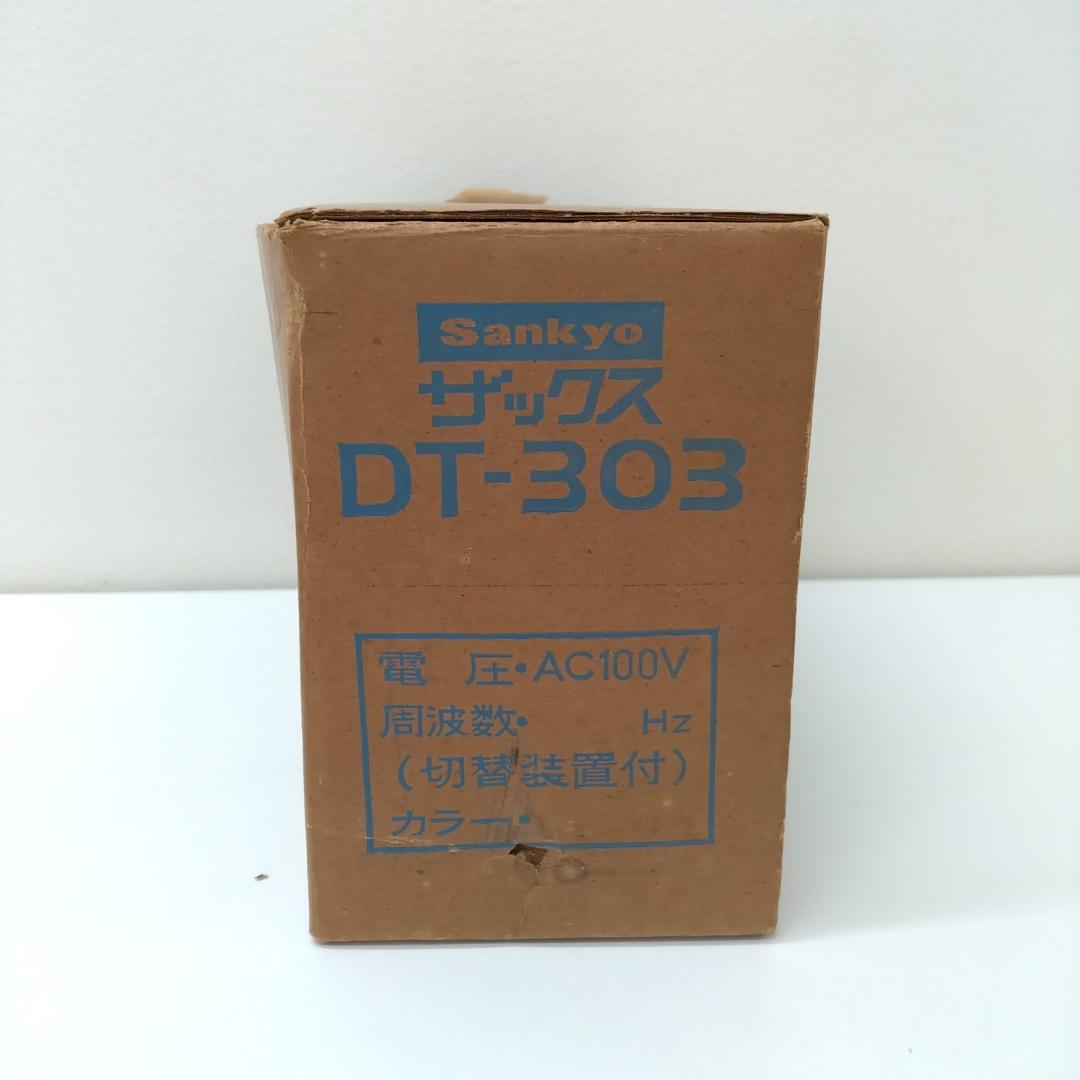 Sankyo
ザックス
DT-303
電 圧・AC100V
周波数・ Hz
(切替装置付)
カラー・